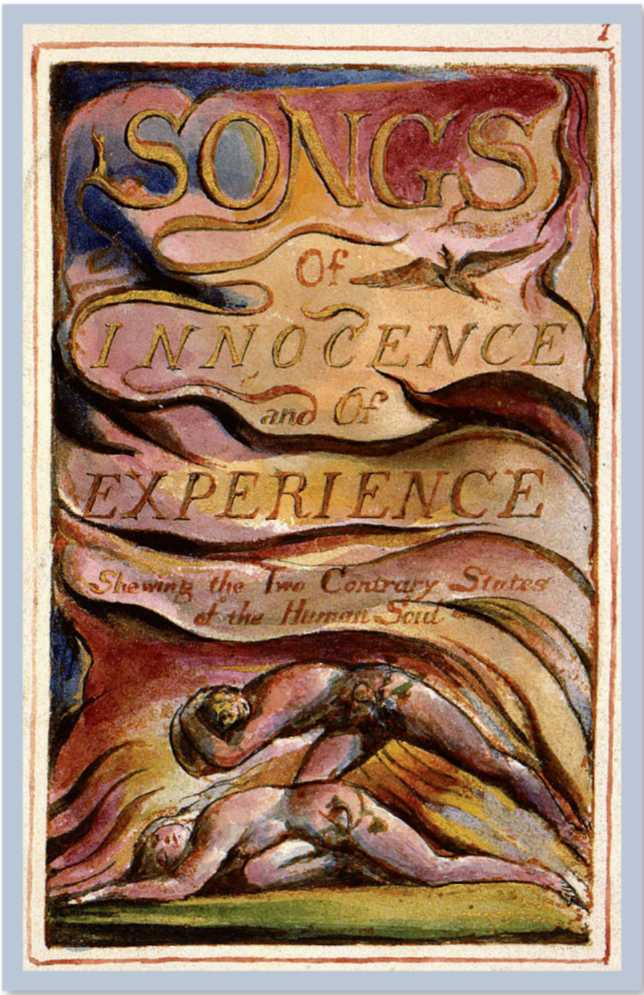 1
SONGS
Of
INNOCENCE
and Of
EXPERIENCE
Shewing the Two Contrary States
of the Human Soul